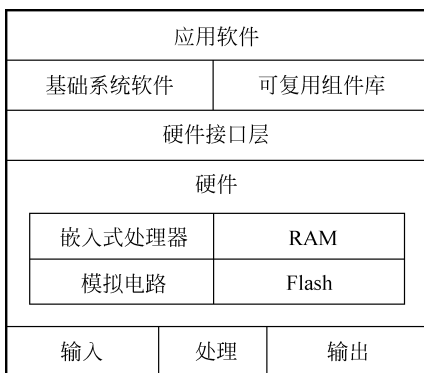 应用软件
基础系统软件 可复用组件库
硬件接口层
硬件
嵌入式处理器 RAM
模拟电路 Flash
输入 处理 输出